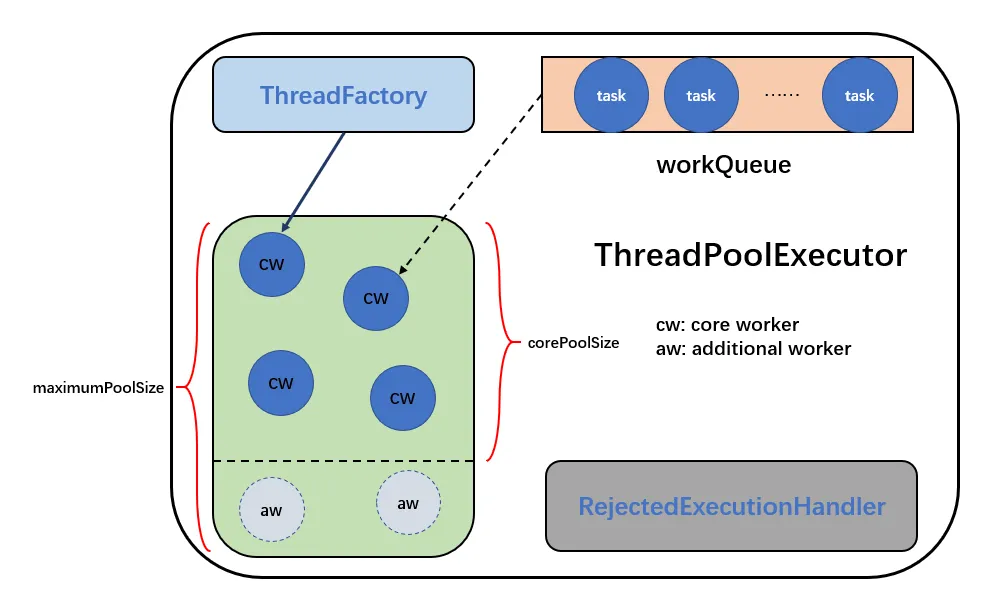 ThreadFactory
task
task
······
task
workQueue
cw
cw
cw
cw
aw
aw
maximumPoolSize
corePoolSize
ThreadPoolExecutor
cw: core worker
aw: additional worker
RejectedExecutionHandler